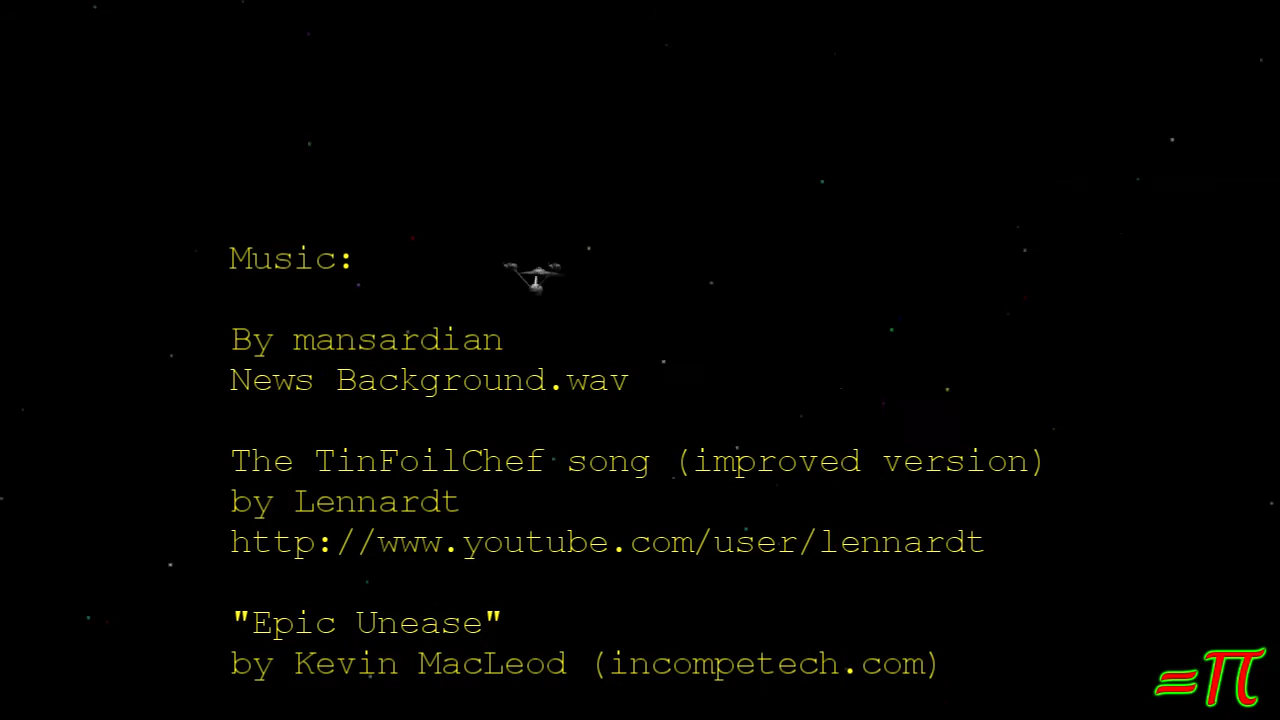 Music:
By mansardian
News Background.wav
The TinFoilChef song (improved version)
by Lennardt
http://www.youtube.com/user/lennardt
"Epic Unease"
by Kevin MacLeod (incompetech.com)
=π